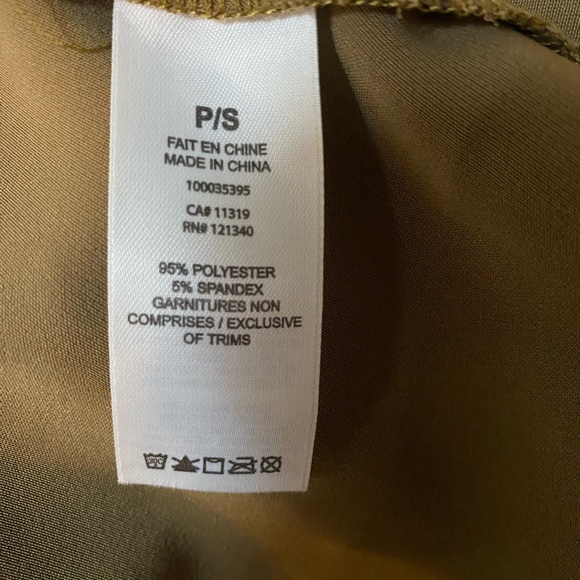 P/S
FAIT EN CHINE
MADE IN CHINA
100035395
CA# 11319
RN# 121340
95% POLYESTER
5% SPANDEX
GARNITURES NON
COMPRISES / EXCLUSIVE
OF TRIMS